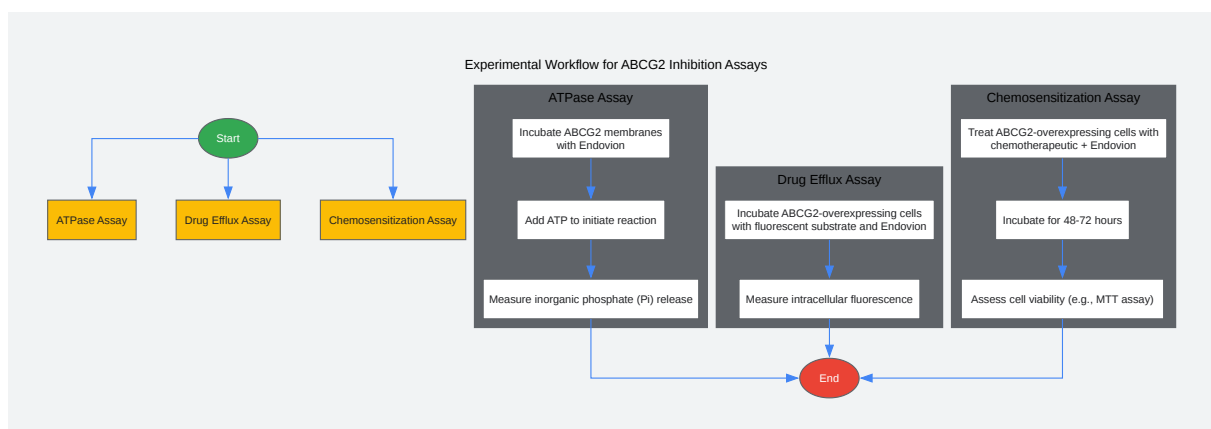 Experimental Workflow for ABCG2 Inhibition Assays
Start
ATPase Assay
Drug Efflux Assay
Chemosensitization Assay
ATPase Assay
Incubate ABCG2 membranes
with Endovion
Add ATP to initiate reaction
Measure inorganic phosphate (Pi) release
Drug Efflux Assay
Incubate ABCG2-overexpressing cells
with fluorescent substrate and Endovion
Measure intracellular fluorescence
Chemosensitization Assay
Treat ABCG2-overexpressing cells with
chemotherapeutic + Endovion
Incubate for 48-72 hours
Assess cell viability (e.g., MTT assay)
End